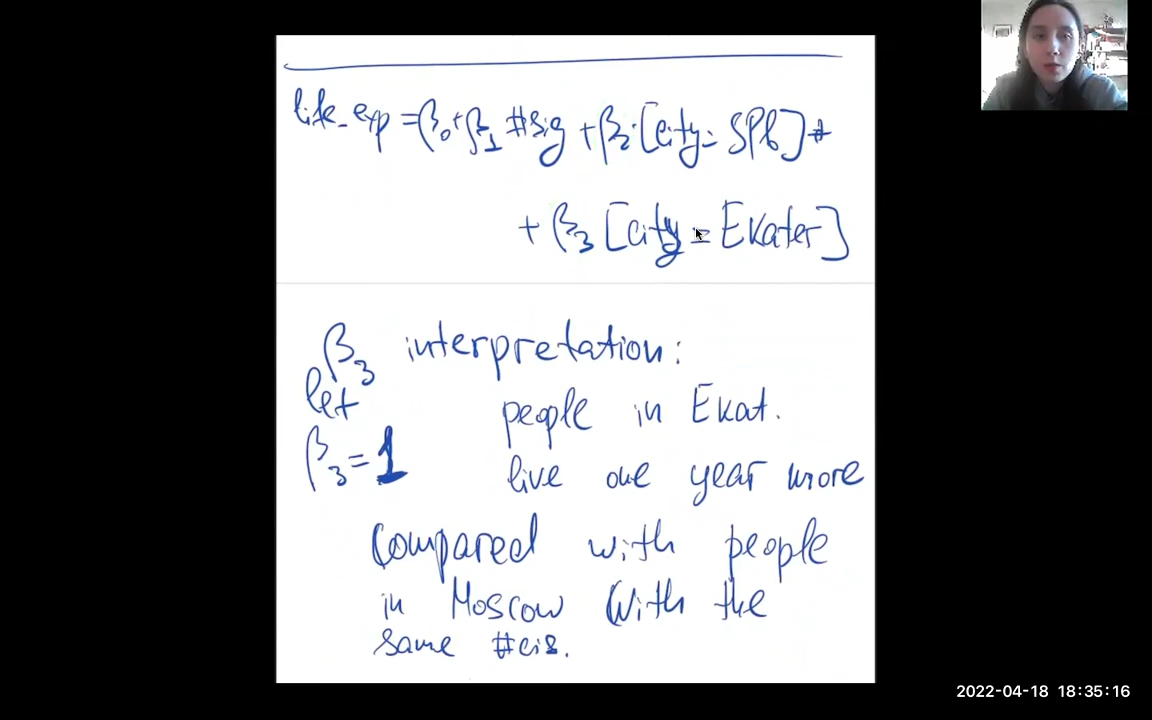 life_exp = β₀ + β₁ #sig + β₂·[city = SPb] +
+ β₃ [city = Ekater]
β₃ interpretation:
let
people in Ekat.
β₃ = 1
live one year more
compared with people
in Moscow with the
same #cig.
2022-04-18 18:35:16